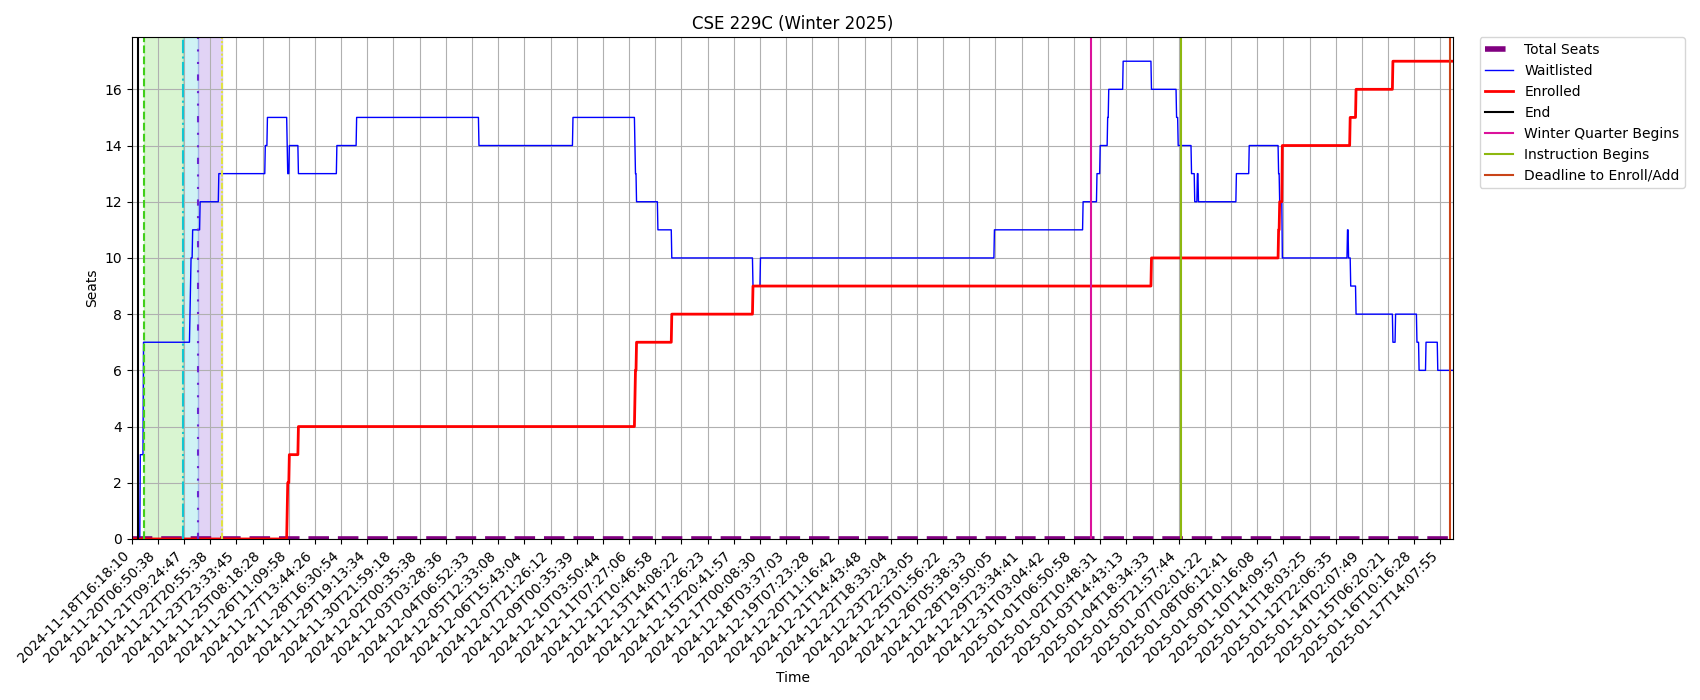 CSE 229C (Winter 2025)
Total Seats
Waitlisted
Enrolled
End
Winter Quarter Begins
Instruction Begins
Deadline to Enroll/Add
Seats
16
14
12
10
8
6
4
2
0
2024-11-18T16:18:10
2024-11-20T06:50:38
2024-11-21T09:24:47
2024-11-22T20:55:38
2024-11-23T23:33:45
2024-11-25T08:18:28
2024-11-26T11:09:58
2024-11-27T13:44:26
2024-11-28T16:30:54
2024-11-29T19:13:34
2024-11-30T21:59:18
2024-12-02T00:35:38
2024-12-03T03:28:36
2024-12-04T06:52:33
2024-12-05T12:33:08
2024-12-06T15:43:04
2024-12-07T21:26:12
2024-12-09T00:35:39
2024-12-10T03:50:44
2024-12-11T07:27:06
2024-12-12T10:46:58
2024-12-13T14:08:22
2024-12-14T17:26:23
2024-12-15T20:41:57
2024-12-17T00:08:30
2024-12-18T03:37:03
2024-12-19T07:23:28
2024-12-20T11:16:42
2024-12-21T14:43:48
2024-12-22T18:33:04
2024-12-23T22:23:05
2024-12-25T01:56:22
2024-12-26T05:38:33
2024-12-28T19:50:05
2024-12-29T23:34:41
2024-12-31T03:04:42
2025-01-01T06:50:58
2025-01-02T10:48:31
2025-01-03T14:43:13
2025-01-04T18:34:33
2025-01-05T21:57:44
2025-01-07T02:01:22
2025-01-08T06:12:41
2025-01-09T10:16:08
2025-01-10T14:09:57
2025-01-11T18:03:25
2025-01-12T22:06:35
2025-01-14T02:07:49
2025-01-15T06:20:21
2025-01-16T10:16:28
2025-01-17T14:07:55
Time